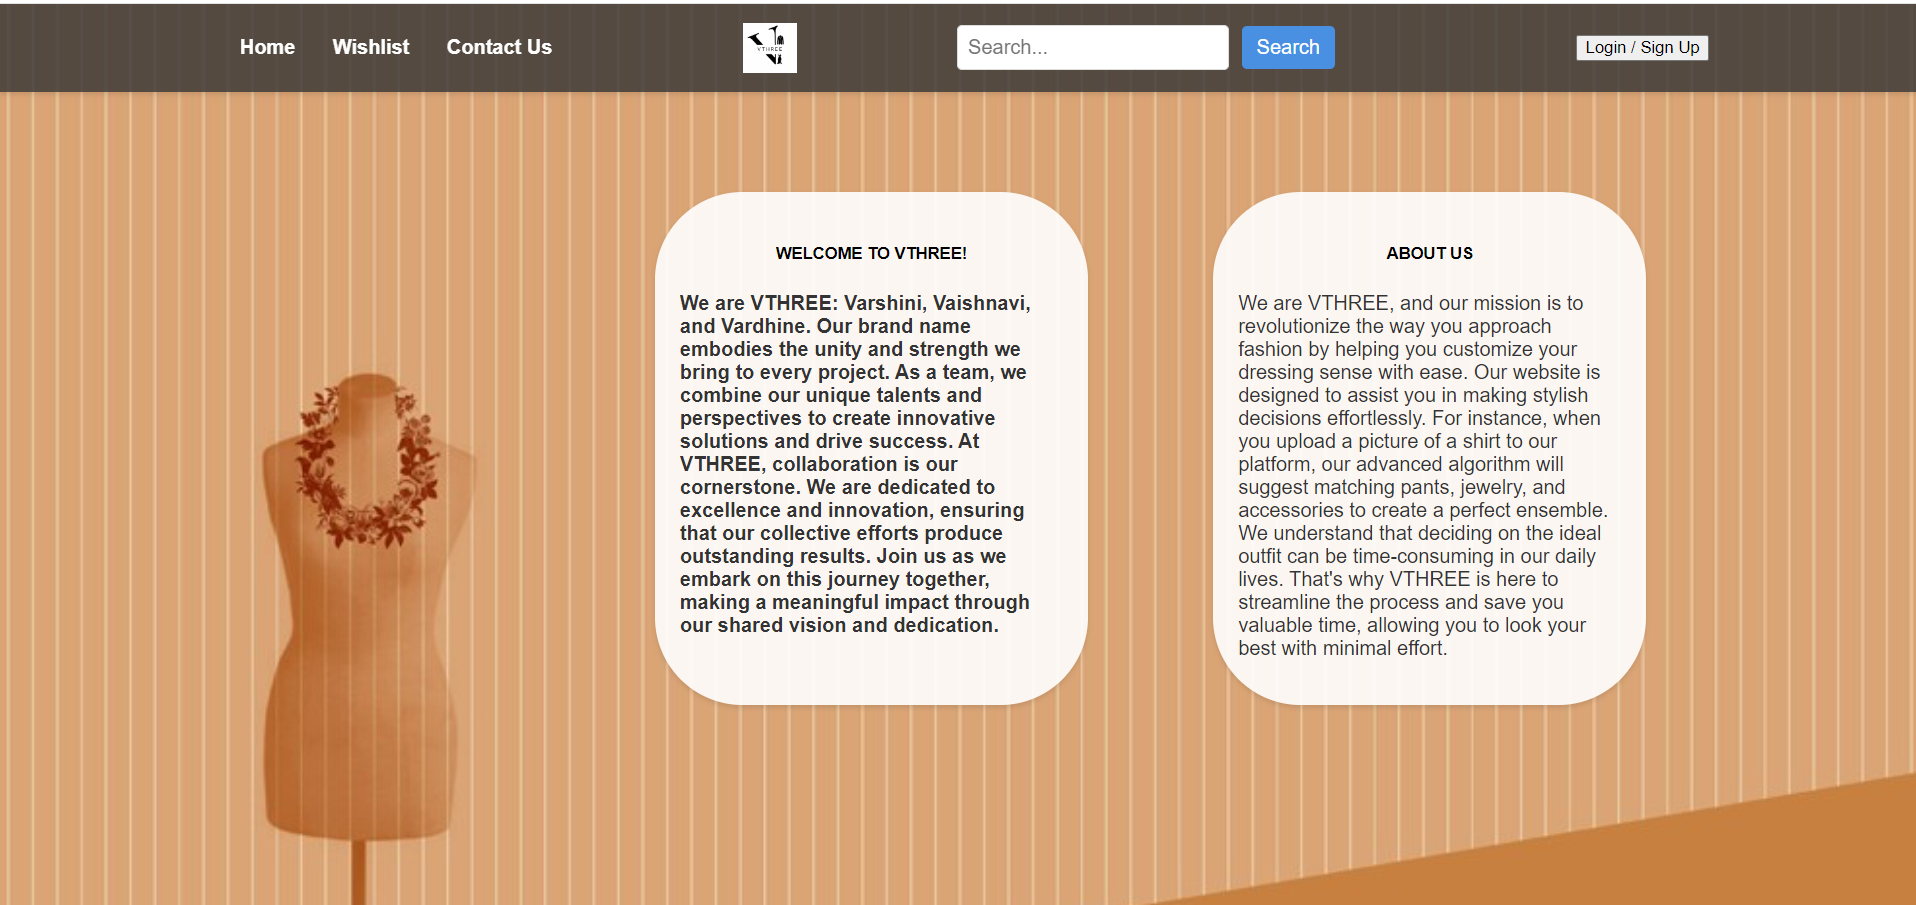 Home
Wishlist
Contact Us
VTHREE
Search...
Search
Login / Sign Up
WELCOME TO VTHREE!
We are VTHREE: Varshini, Vaishnavi,
and Vardhine. Our brand name
embodies the unity and strength we
bring to every project. As a team, we
combine our unique talents and
perspectives to create innovative
solutions and drive success. At
VTHREE, collaboration is our
cornerstone. We are dedicated to
excellence and innovation, ensuring
that our collective efforts produce
outstanding results. Join us as we
embark on this journey together,
making a meaningful impact through
our shared vision and dedication.
ABOUT US
We are VTHREE, and our mission is to
revolutionize the way you approach
fashion by helping you customize your
dressing sense with ease. Our website is
designed to assist you in making stylish
decisions effortlessly. For instance, when
you upload a picture of a shirt to our
platform, our advanced algorithm will
suggest matching pants, jewelry, and
accessories to create a perfect ensemble.
We understand that deciding on the ideal
outfit can be time-consuming in our daily
lives. That's why VTHREE is here to
streamline the process and save you
valuable time, allowing you to look your
best with minimal effort.